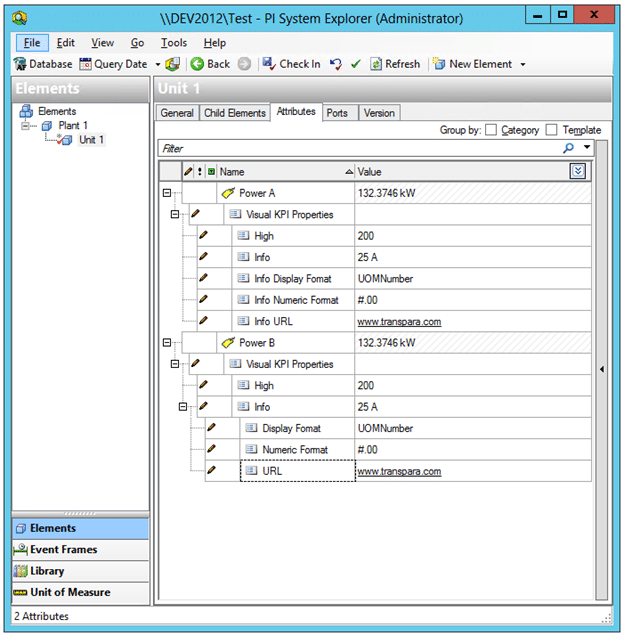 \\DEV2012\Test - PI System Explorer (Administrator)
File Edit View Go Tools Help
Database Query Date Back Check In Refresh New Element
Elements
Unit 1
Elements
Plant 1
Unit 1
General Child Elements Attributes Ports Version
Group by: Category Template
Filter
Name Value
Power A 132.3746 kW
Visual KPI Properties
High 200
Info 25 A
Info Display Fomat UOMNumber
Info Numeric Format #.00
Info URL www.transpara.com
Power B 132.3746 kW
Visual KPI Properties
High 200
Info 25 A
Display Fomat UOMNumber
Numeric Format #.00
URL www.transpara.com
Elements
Event Frames
Library
Unit of Measure
2 Attributes